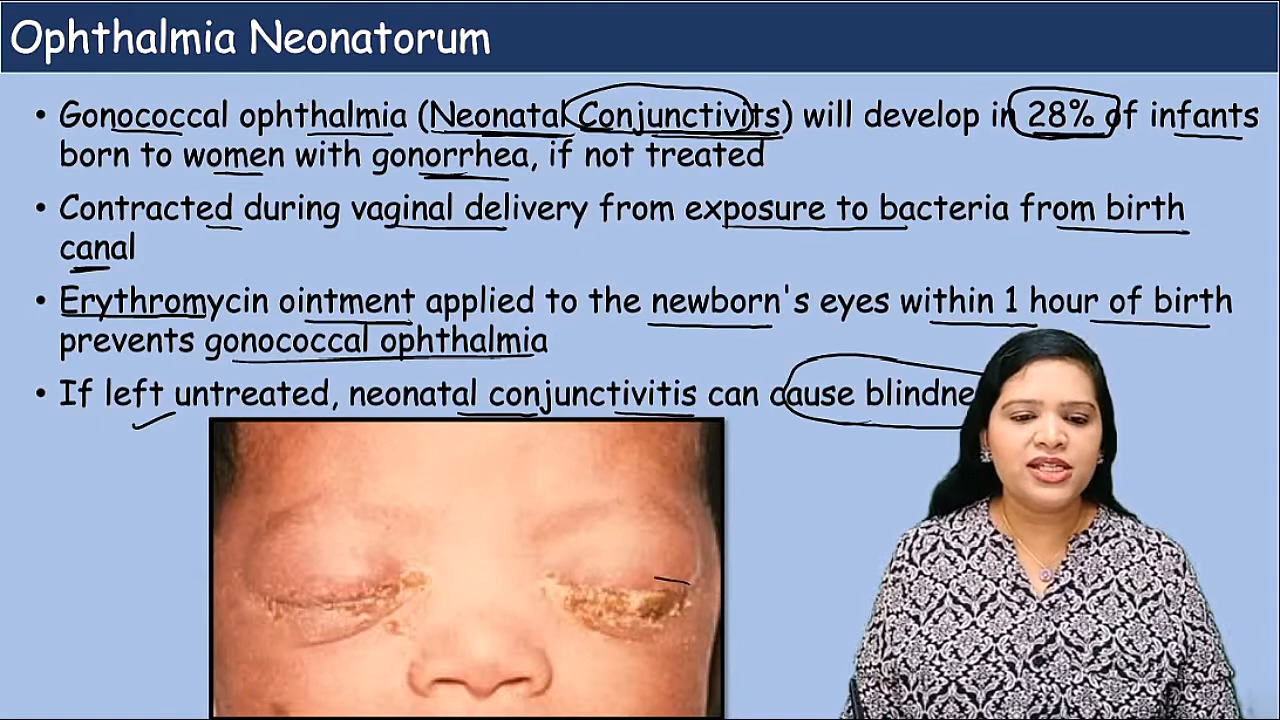 Ophthalmia Neonatorum
• Gonococcal ophthalmia (Neonatal Conjunctivits) will develop in 28% of infants
born to women with gonorrhea, if not treated
• Contracted during vaginal delivery from exposure to bacteria from birth
canal
• Erythromycin ointment applied to the newborn's eyes within 1 hour of birth
prevents gonococcal ophthalmia
• If left untreated, neonatal conjunctivitis can cause blindne